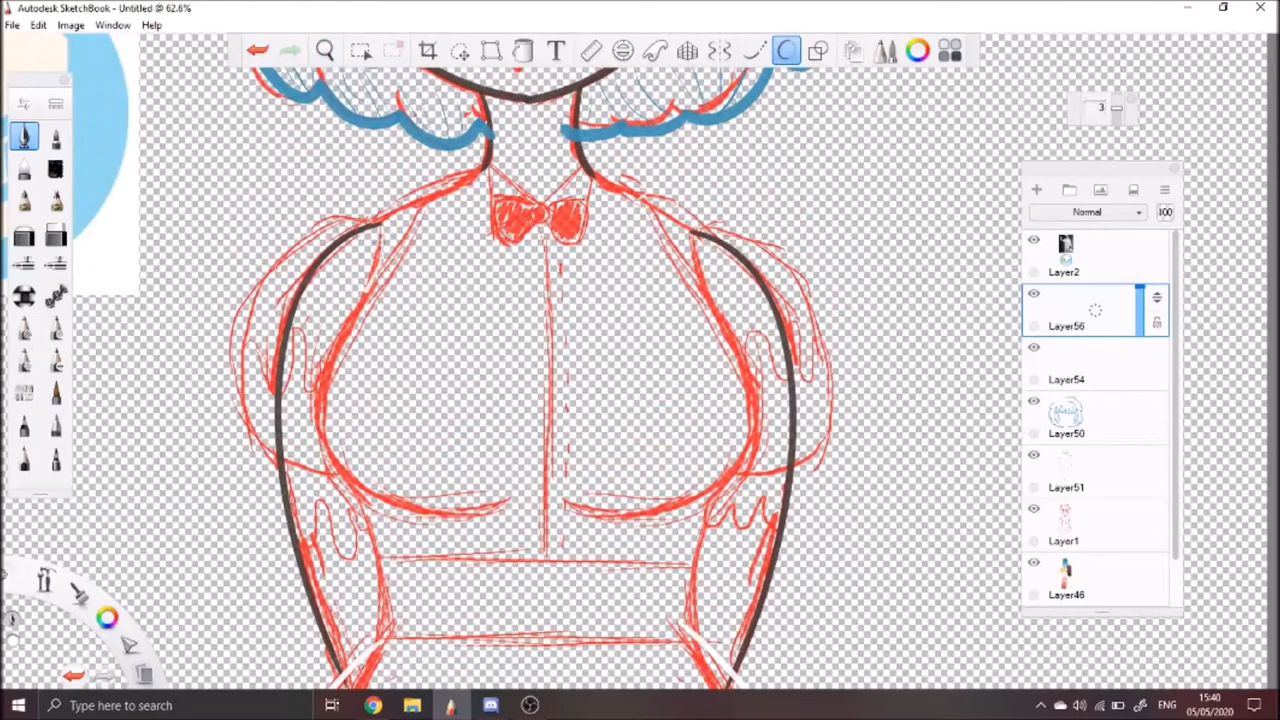 Autodesk SketchBook - Untitled @ 62.6%
File Edit Image Window Help
T
3
Normal 100
Layer2
Layer56
Layer54
Layer50
Layer51
Layer1
Layer46
Type here to search
ENG
15:40
05/05/2020